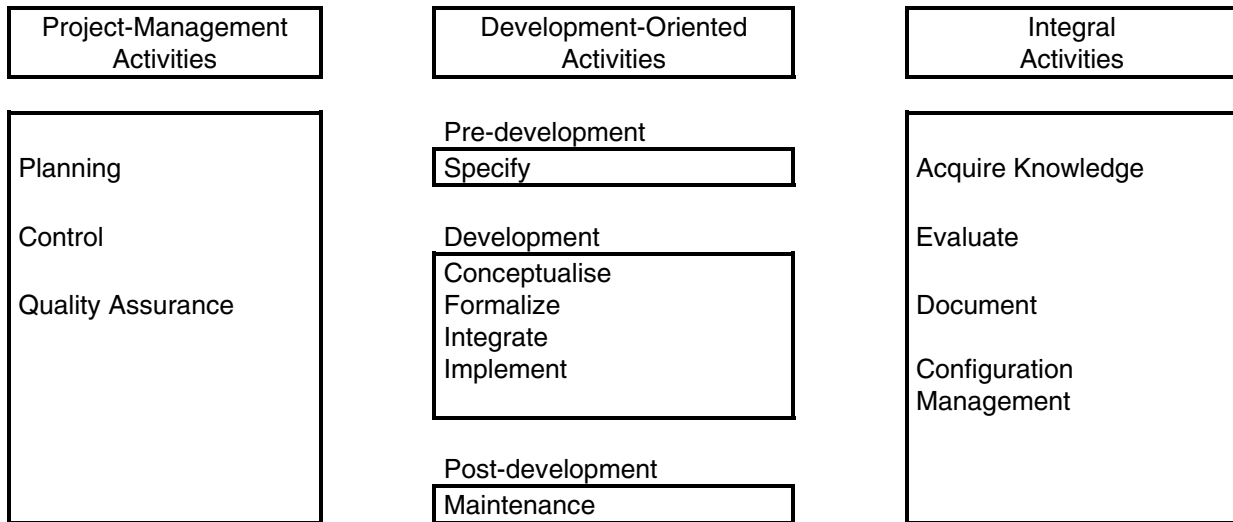 Project-Management
Activities
Planning
Control
Quality Assurance
Development-Oriented
Activities
Pre-development
Specify
Development
Conceptualise
Formalize
Integrate
Implement
Post-development
Maintenance
Integral
Activities
Acquire Knowledge
Evaluate
Document
Configuration
Management